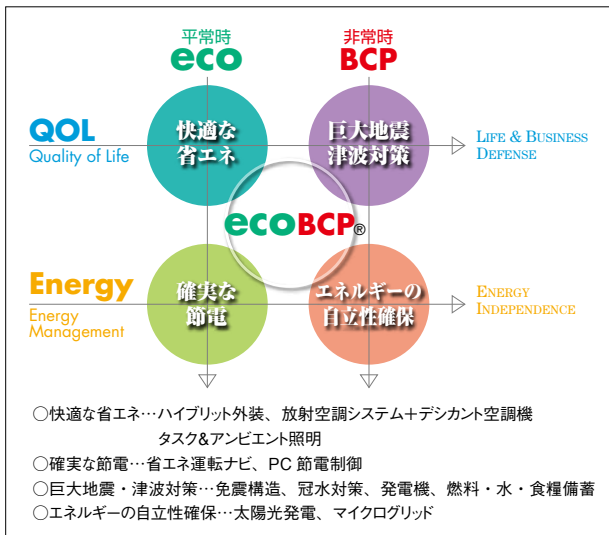 平常時
eco
非常時
BCP
QOL
Quality of Life
快適な
省エネ
巨大地震
津波対策
LIFE & BUSINESS
DEFENSE
ecoBCP®
Energy
Energy
Management
確実な
節電
エネルギーの
自立性確保
ENERGY
INDEPENDENCE
○快適な省エネ…ハイブリット外装、放射空調システム+デシカント空調機
タスク&アンビエント照明
○確実な節電…省エネ運転ナビ、PC 節電制御
○巨大地震・津波対策…免震構造、冠水対策、発電機、燃料・水・食糧備蓄
○エネルギーの自立性確保…太陽光発電、マイクログリッド